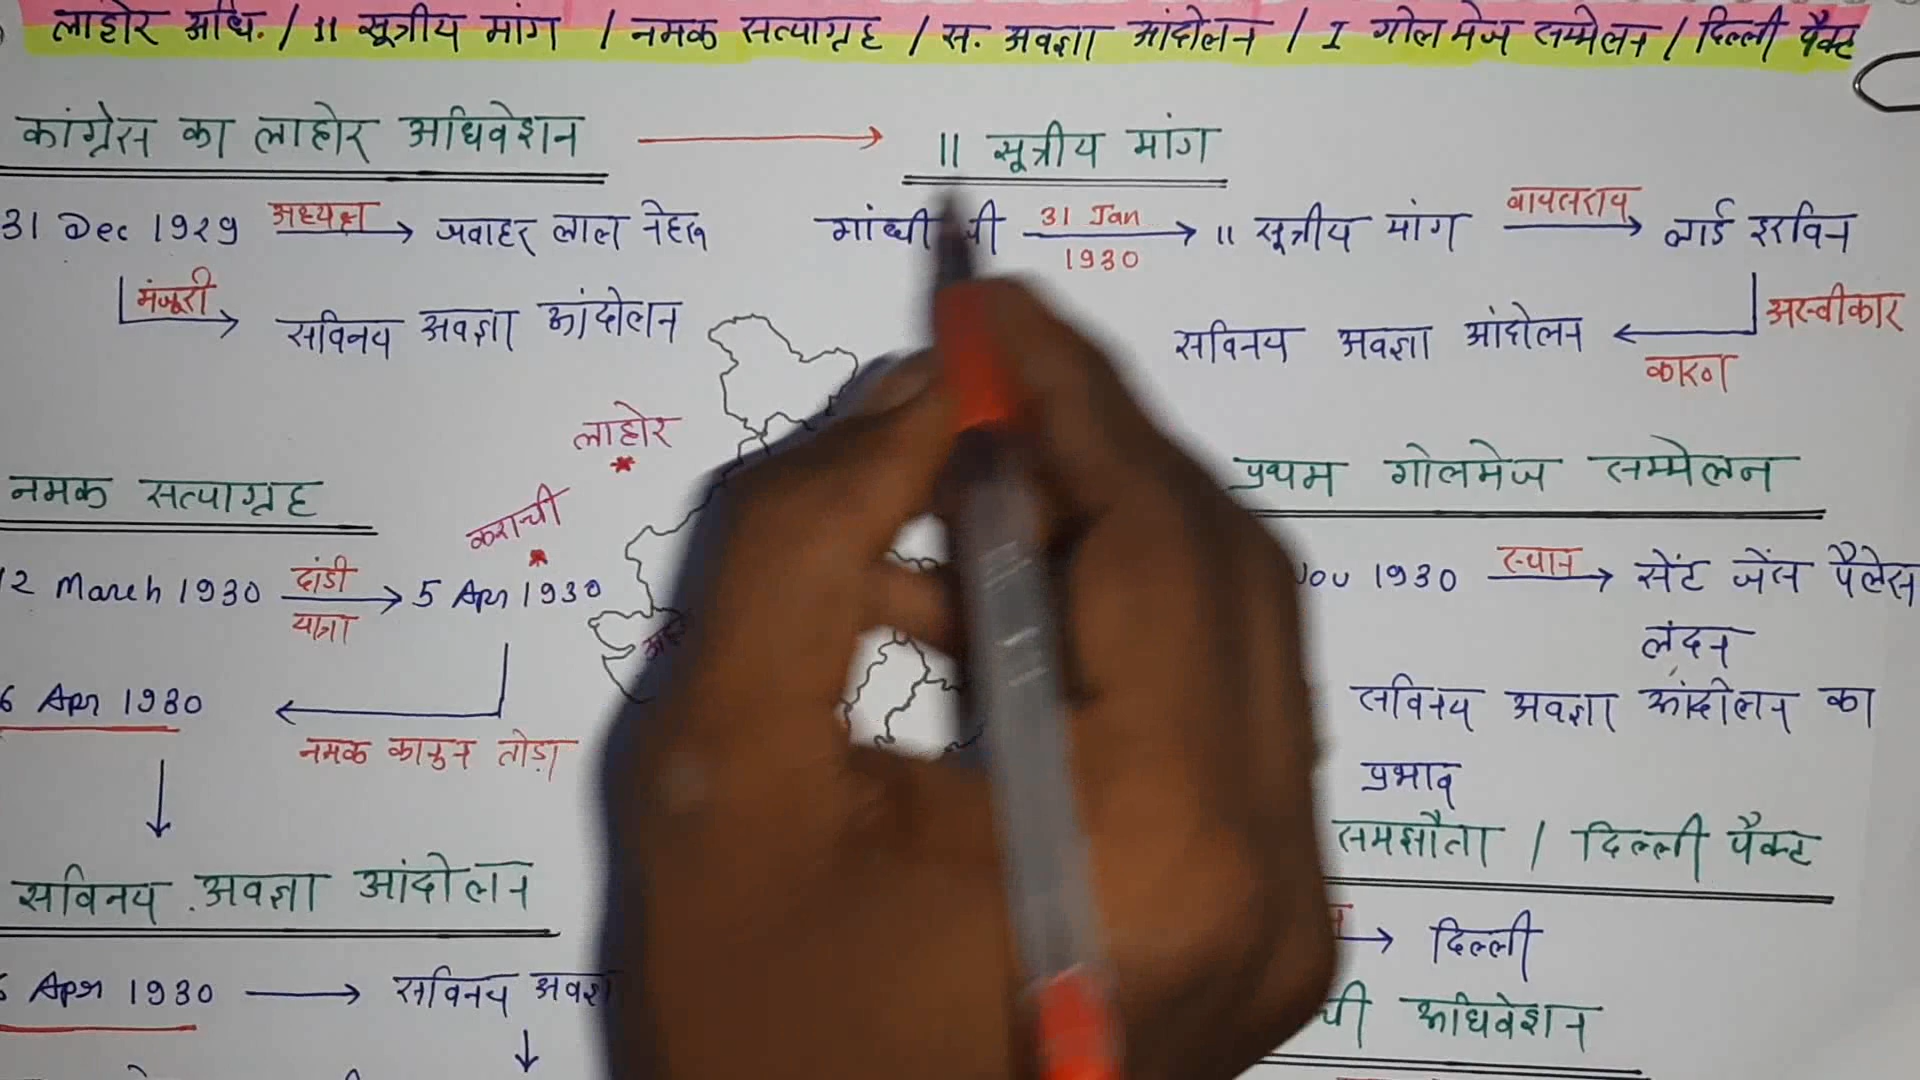 लाहोर अधि. / 11 सूत्रीय मांग / नमक सत्याग्रह / स. अवज्ञा आंदोलन / I गोलमेज सम्मेलन / दिल्ली पैक्ट
कांग्रेस का लाहोर अधिवेशन
31 Dec 1929 अध्यक्ष जवाहर लाल नेहरू
मंजूरी
सविनय अवज्ञा आंदोलन
11 सूत्रीय मांग
गांधी जी 31 Jan 1930 11 सूत्रीय मांग वायसराय लार्ड इरविन
अस्वीकार
सविनय अवज्ञा आंदोलन
कारण
लाहोर
कराची
नमक सत्याग्रह
12 March 1930 दांडी यात्रा 5 Apr 1930
6 Apr 1930
नमक कानुन तोड़ा
सविनय अवज्ञा आंदोलन
6 Apr 1930 सविनय
प्रथम गोलमेज सम्मेलन
1930 स्थान सेंट जेंस पैलेस
लंदन
सविनय अवज्ञा आंदोलन का
प्रभाव
समझौता / दिल्ली पैक्ट
दिल्ली
अधिवेशन